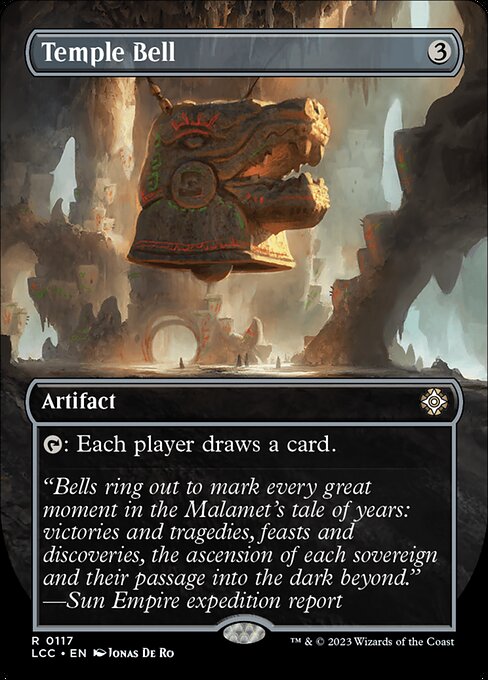 Temple Bell 3
Artifact
: Each player draws a card.
“Bells ring out to mark every great
moment in the Malamet’s tale of years:
victories and tragedies, feasts and
discoveries, the ascension of each sovereign
and their passage into the dark beyond.”
—Sun Empire expedition report
R 0117
™ & © 2023 Wizards of the Coast
LCC • EN Jonas De Ro